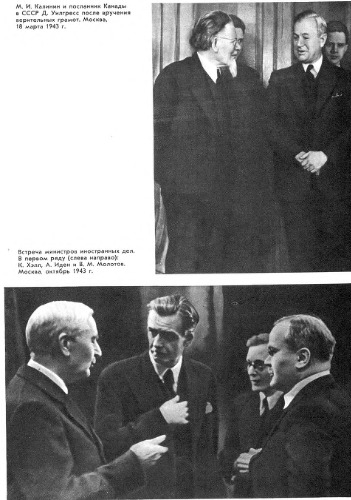 М. И. Калинин и посланник Канады
в СССР Д. Уилгресс после вручения
верительных грамот. Москва,
18 марта 1943 г.
Встреча министров иностранных дел.
В первом ряду (слева направо):
К. Хэлл, А. Иден и В. М. Молотов.
Москва, октябрь 1943 г.